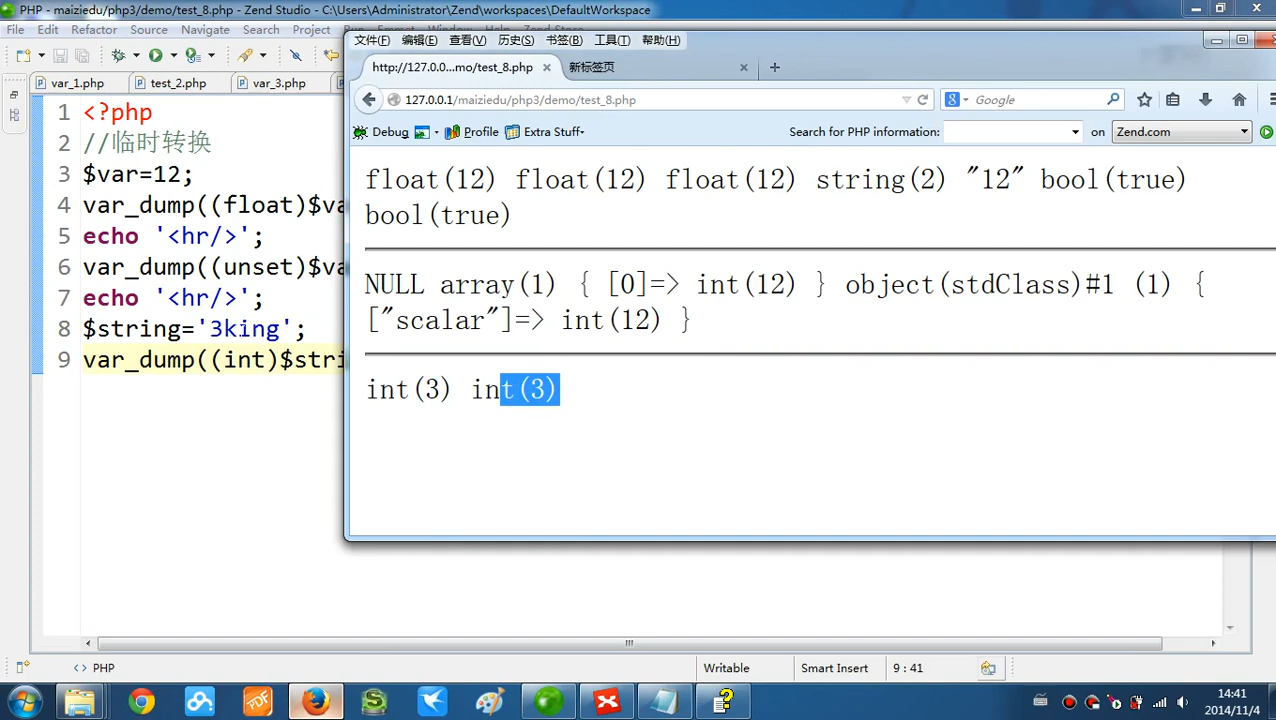 PHP - maiziedu/php3/demo/test_8.php - Zend Studio - C:\Users\Administrator\Zend\workspaces\DefaultWorkspace
File Edit Refactor Source Navigate Search Project
文件(F) 编辑(E) 查看(V) 历史(S) 书签(B) 工具(T) 帮助(H)
http://127.0.0...mo/test_8.php 新标签页
var_1.php test_2.php var_3.php
127.0.0.1/maiziedu/php3/demo/test_8.php Google
Debug Profile Extra Stuff Search for PHP information: on Zend.com
1 <?php
2 //临时转换
3 $var=12;
4 var_dump((float)$va
5 echo '<hr/>';
6 var_dump((unset)$va
7 echo '<hr/>';
8 $string='3king';
9 var_dump((int)$stri
float(12) float(12) float(12) string(2) "12" bool(true)
bool(true)
NULL array(1) { [0]=> int(12) } object(stdClass)#1 (1) {
["scalar"]=> int(12) }
int(3) int(3)
<> PHP Writable Smart Insert 9 : 41
14:41
2014/11/4